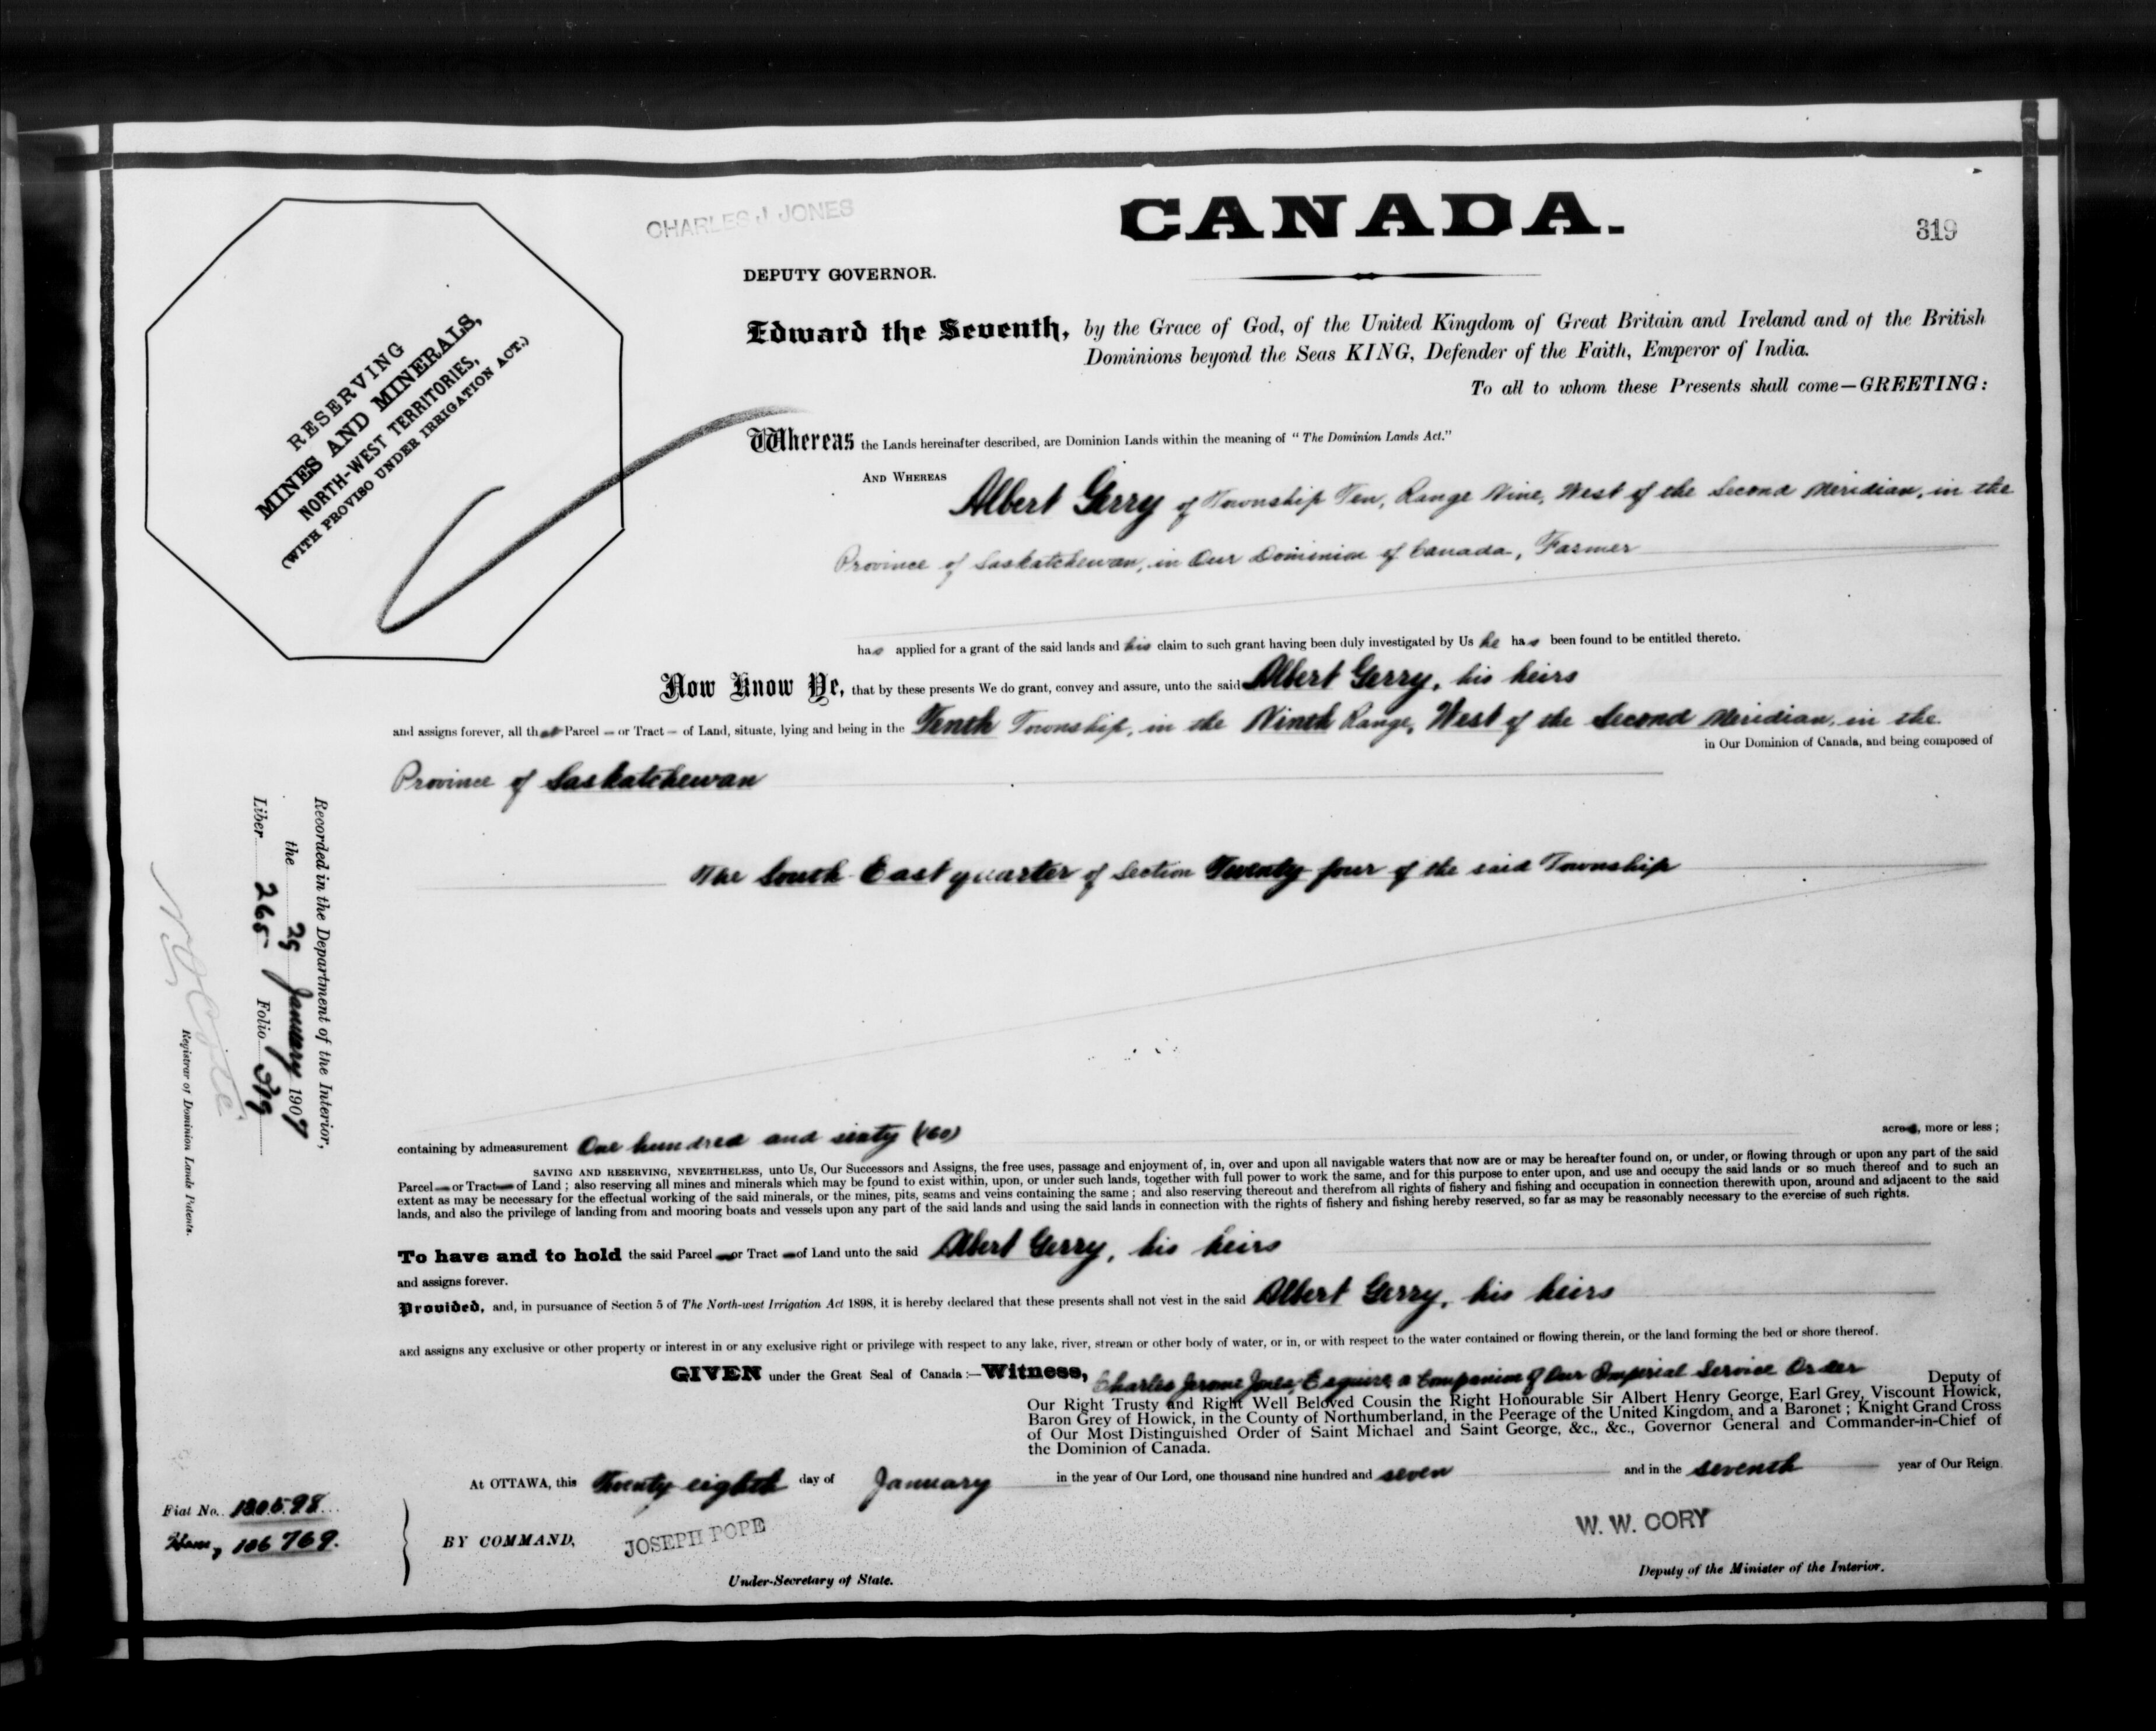 CHARLES J. JONES
CANADA.
319
DEPUTY GOVERNOR.
RESERVING
MINES AND MINERALS,
NORTH-WEST TERRITORIES,
(WITH PROVISO UNDER IRRIGATION ACT.)
Edward the Seventh, by the Grace of God, of the United Kingdom of Great Britain and Ireland and of the British
Dominions beyond the Seas KING, Defender of the Faith, Emperor of India.
To all to whom these Presents shall come—GREETING:
Whereas the Lands hereinafter described, are Dominion Lands within the meaning of "The Dominion Lands Act."
AND WHEREAS Albert Gerry of Township Ten, Range Nine, West of the Second Meridian, in the
Province of Saskatchewan, in Our Dominion of Canada, Farmer
has applied for a grant of the said lands and his claim to such grant having been duly investigated by Us he has been found to be entitled thereto.
Now Know Ye, that by these presents We do grant, convey and assure, unto the said Albert Gerry, his heirs
and assigns forever, all that Parcel — or Tract — of Land, situate, lying and being in the Tenth Township, in the Ninth Range, West of the Second Meridian, in the
in Our Dominion of Canada, and being composed of
Province of Saskatchewan
The South East quarter of Section Twenty four of the said Township
Recorded in the Department of the Interior,
the 29 January 1907
Liber 265 Folio 319
Registrar of Dominion Lands Patents.
containing by admeasurement One hundred and sixty (160) acres, more or less;
SAVING AND RESERVING, NEVERTHELESS, unto Us, Our Successors and Assigns, the free uses, passage and enjoyment of, in, over and upon all navigable waters that now are or may be hereafter found on, or under, or flowing through or upon any part of the said
Parcel — or Tract — of Land; also reserving all mines and minerals which may be found to exist within, upon, or under such lands, together with full power to work the same, and for this purpose to enter upon, and use and occupy the said lands or so much thereof and to such an
extent as may be necessary for the effectual working of the said minerals, or the mines, pits, seams and veins containing the same; and also reserving thereout and therefrom all rights of fishery and fishing and occupation in connection therewith upon, around and adjacent to the said
lands, and also the privilege of landing from and mooring boats and vessels upon any part of the said lands and using the said lands in connection with the rights of fishery and fishing hereby reserved, so far as may be reasonably necessary to the exercise of such rights.
To have and to hold the said Parcel — or Tract — of Land unto the said Albert Gerry, his heirs
and assigns forever.
Provided, and, in pursuance of Section 5 of The North-west Irrigation Act 1898, it is hereby declared that these presents shall not vest in the said Albert Gerry, his heirs
and assigns any exclusive or other property or interest in or any exclusive right or privilege with respect to any lake, river, stream or other body of water, or in, or with respect to the water contained or flowing therein, or the land forming the bed or shore thereof.
GIVEN under the Great Seal of Canada:—Witness, Charles Jerome Jones, Esquire, a Companion of Our Imperial Service Order Deputy of
Our Right Trusty and Right Well Beloved Cousin the Right Honourable Sir Albert Henry George, Earl Grey, Viscount Howick,
Baron Grey of Howick, in the County of Northumberland, in the Peerage of the United Kingdom, and a Baronet; Knight Grand Cross
of Our Most Distinguished Order of Saint Michael and Saint George, &c., &c., Governor General and Commander-in-Chief of
the Dominion of Canada.
At OTTAWA, this Twenty eighth day of January in the year of Our Lord, one thousand nine hundred and seven and in the seventh year of Our Reign.
Fiat No. 120598
106769.
BY COMMAND,
JOSEPH POPE
Under-Secretary of State.
W. W. CORY
Deputy of the Minister of the Interior.